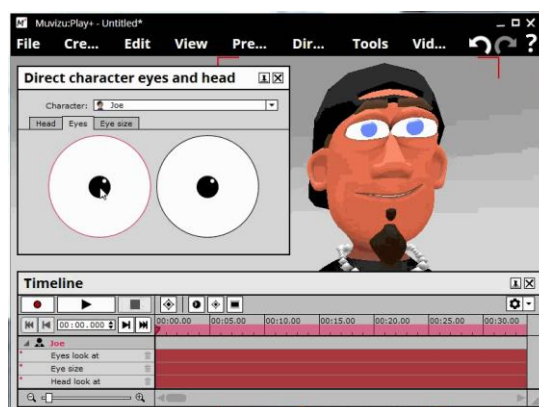 Muvizu:Play+ - Untitled*
File Cre... Edit View Pre... Dir... Tools Vid... ?
Direct character eyes and head
Character: Joe
Head Eyes Eye size
Timeline
00:00.000 00:00.00 00:05.00 00:10.00 00:15.00 00:20.00 00:25.00 00:30.00
Joe
Eyes look at
Eye size
Head look at